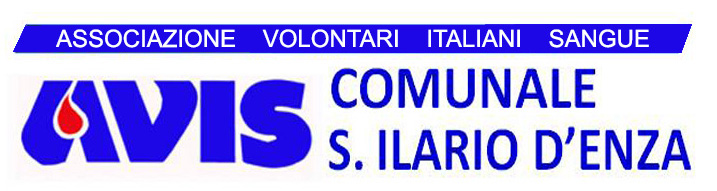 ASSOCIAZIONE VOLONTARI ITALIANI SANGUE
AVIS
COMUNALE
S. ILARIO D'ENZA